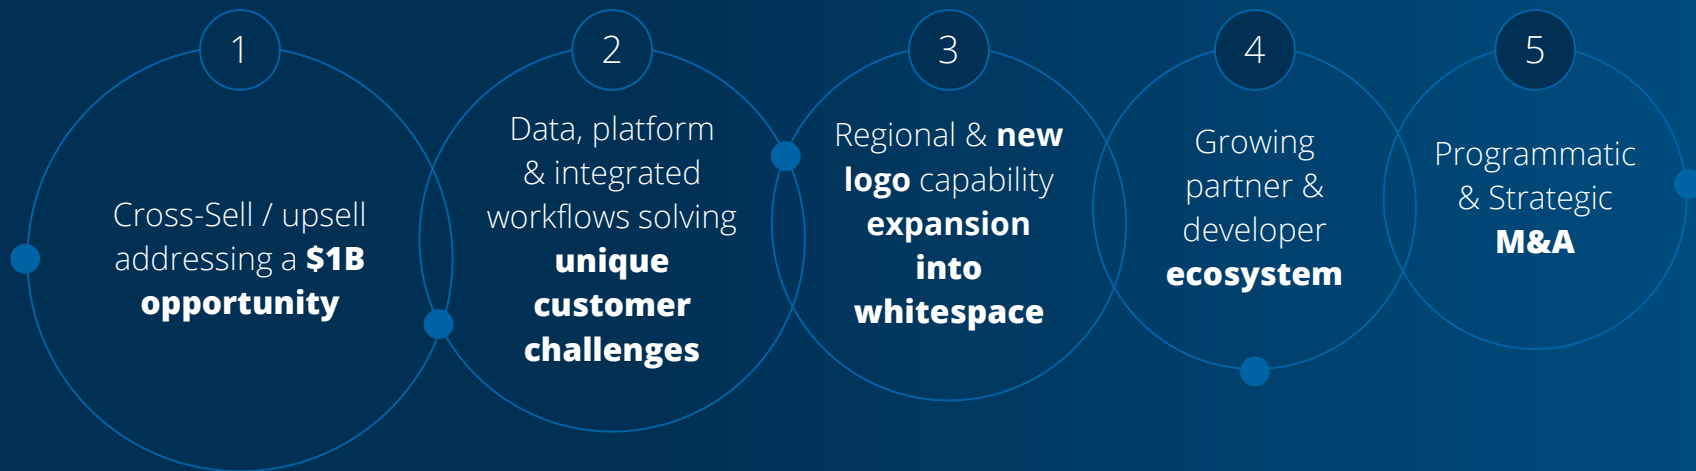 1
Cross-Sell / upsell
addressing a $1B
opportunity
2
Data, platform
& integrated
workflows solving
unique
customer
challenges
3
Regional & new
logo capability
expansion
into
whitespace
4
Growing
partner &
developer
ecosystem
5
Programmatic
& Strategic
M&A